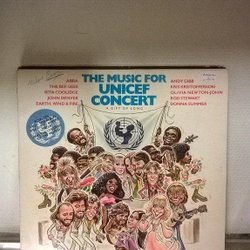 THE MUSIC FOR
UNICEF
CONCERT
A GIFT OF SONG
ABBA
THE BEE GEES
RITA COOLIDGE
JOHN DENVER
EARTH, WIND & FIRE
ANDY GIBB
KRIS KRISTOFFERSON
OLIVIA NEWTON-JOHN
ROD STEWART
DONNA SUMMER